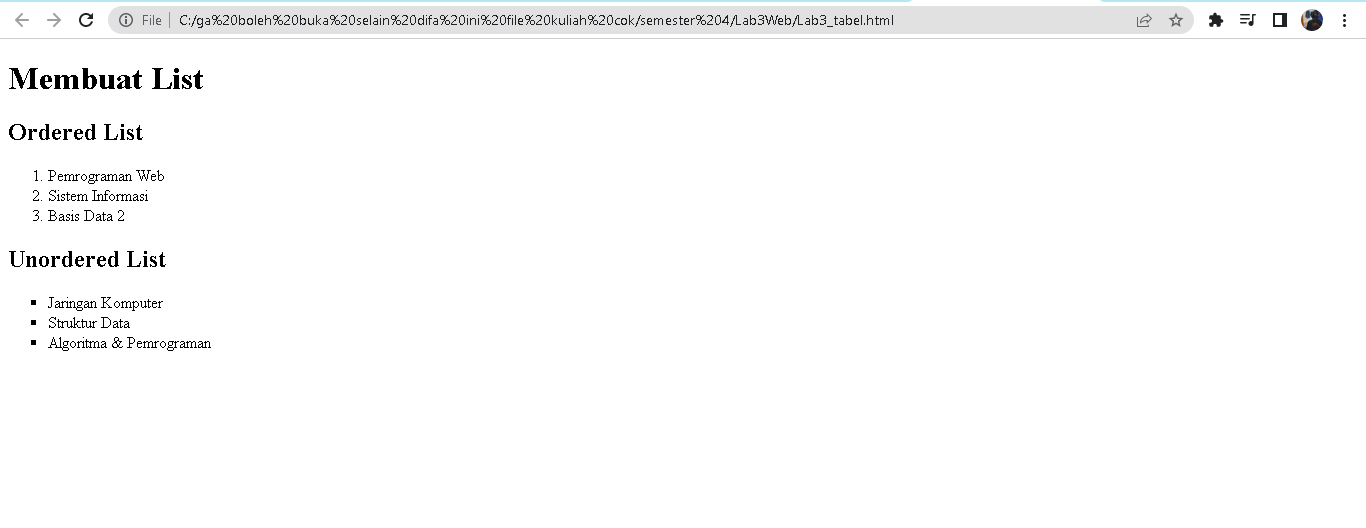 File
C:/ga%20boleh%20buka%20selain%20difa%20ini%20file%20kuliah%20cok/semester%204/Lab3Web/Lab3_tabel.html
Membuat List
Ordered List
1. Pemrograman Web
2. Sistem Informasi
3. Basis Data 2
Unordered List
▪ Jaringan Komputer
▪ Struktur Data
▪ Algoritma & Pemrograman